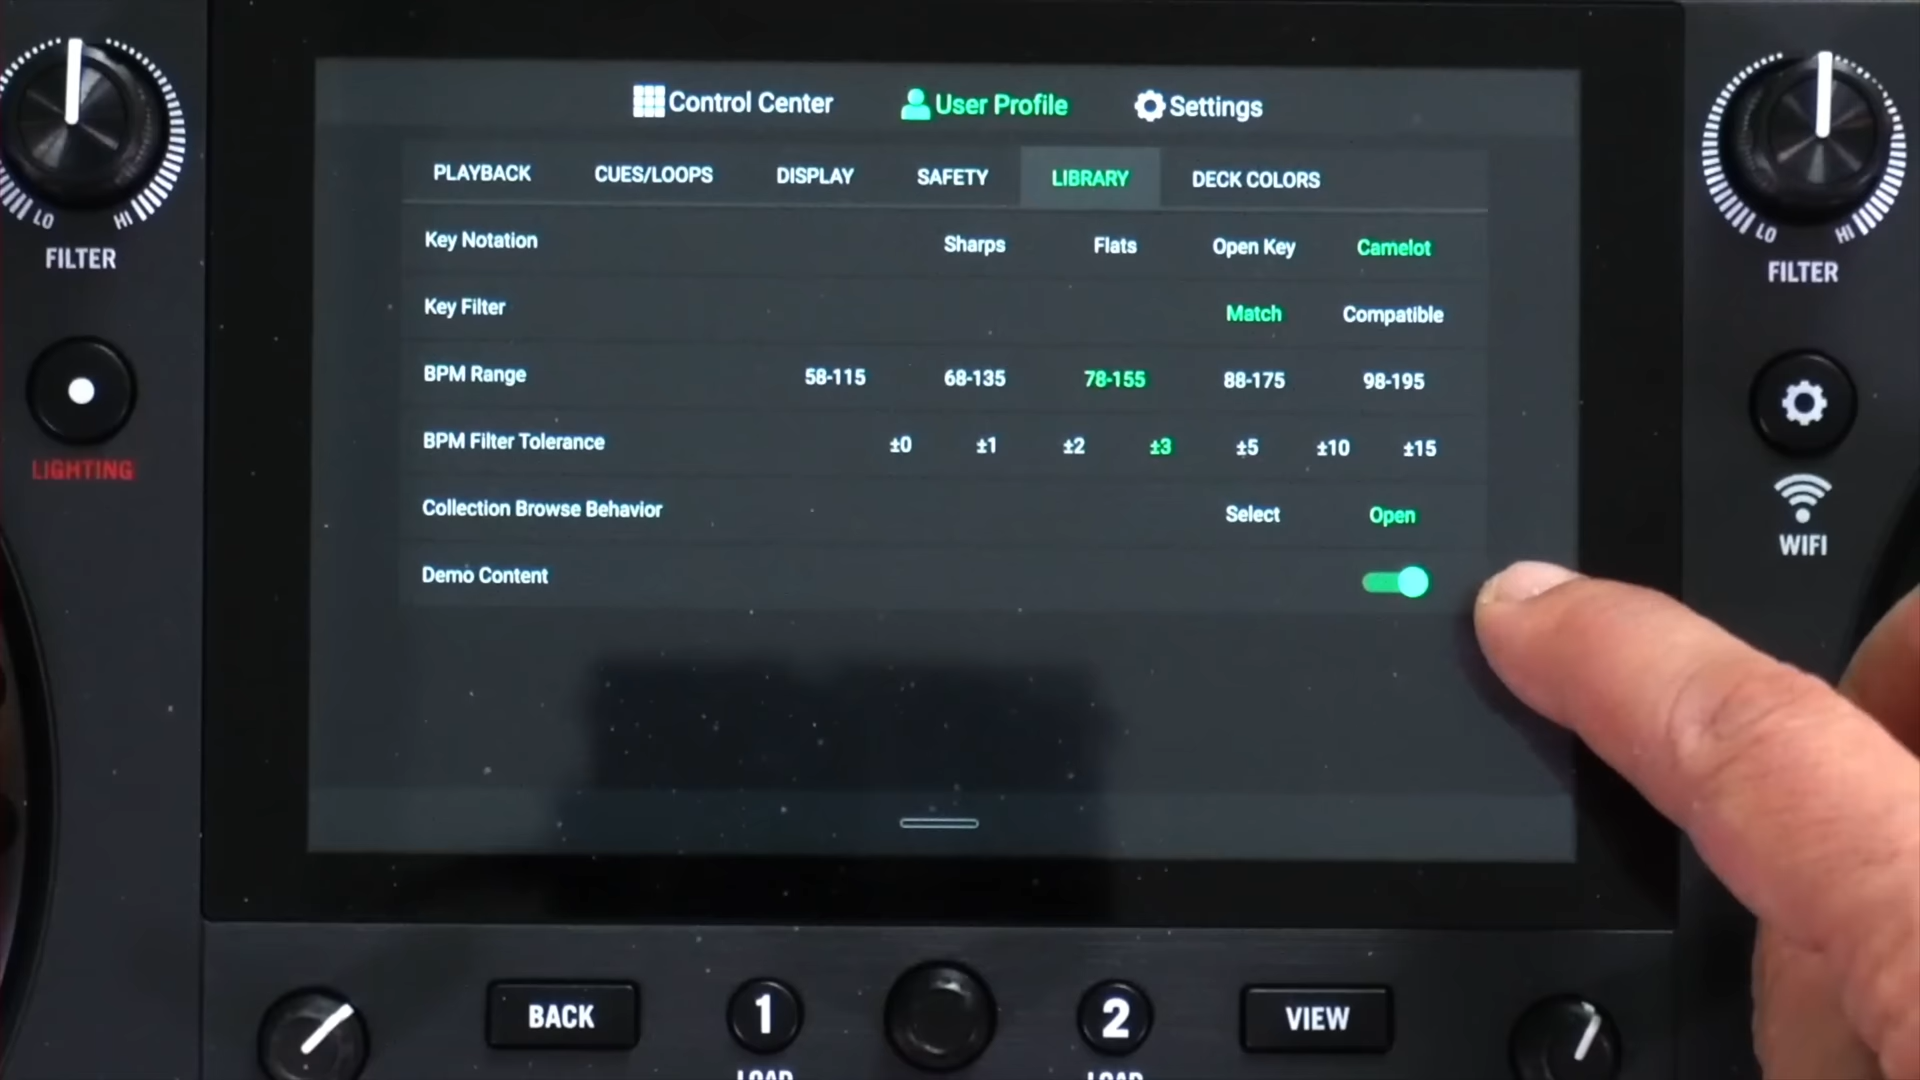 Control Center User Profile Settings
PLAYBACK CUES/LOOPS DISPLAY SAFETY LIBRARY DECK COLORS
Key Notation Sharps Flats Open Key Camelot
Key Filter Match Compatible
BPM Range 58-115 68-135 78-155 88-175 98-195
BPM Filter Tolerance ±0 ±1 ±2 ±3 ±5 ±10 ±15
Collection Browse Behavior Select Open
Demo Content
LO HI
FILTER
LIGHTING
LO HI
FILTER
WIFI
BACK 1 2 VIEW
LOAD LOAD